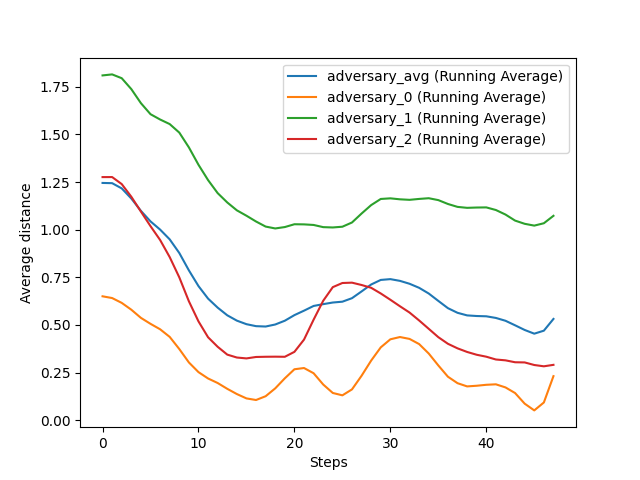 adversary_avg (Running Average)
adversary_0 (Running Average)
adversary_1 (Running Average)
adversary_2 (Running Average)
Average distance
1.75
1.50
1.25
1.00
0.75
0.50
0.25
0.00
0 10 20 30 40
Steps